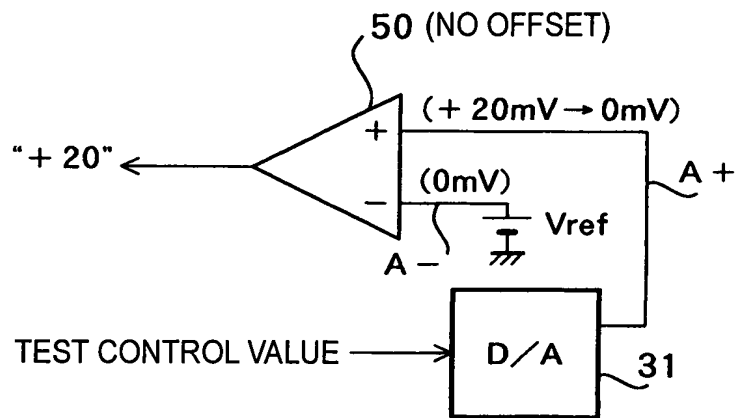 50 (NO OFFSET)
(+20mV→0mV)
+
"+20"
A+
(0mV)
−
Vref
A−
TEST CONTROL VALUE
D/A
31